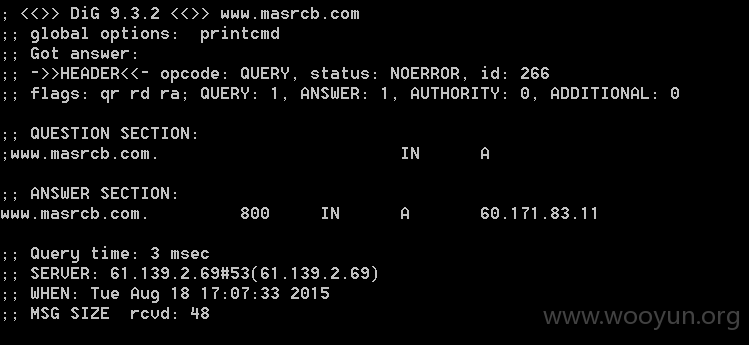 ; <<>> DiG 9.3.2 <<>> www.masrcb.com
;; global options:  printcmd
;; Got answer:
;; ->>HEADER<<- opcode: QUERY, status: NOERROR, id: 266
;; flags: qr rd ra; QUERY: 1, ANSWER: 1, AUTHORITY: 0, ADDITIONAL: 0
;; QUESTION SECTION:
;www.masrcb.com. IN A
;; ANSWER SECTION:
www.masrcb.com. 800 IN A 60.171.83.11
;; Query time: 3 msec
;; SERVER: 61.139.2.69#53(61.139.2.69)
;; WHEN: Tue Aug 18 17:07:33 2015
;; MSG SIZE  rcvd: 48
www.wooyun.org